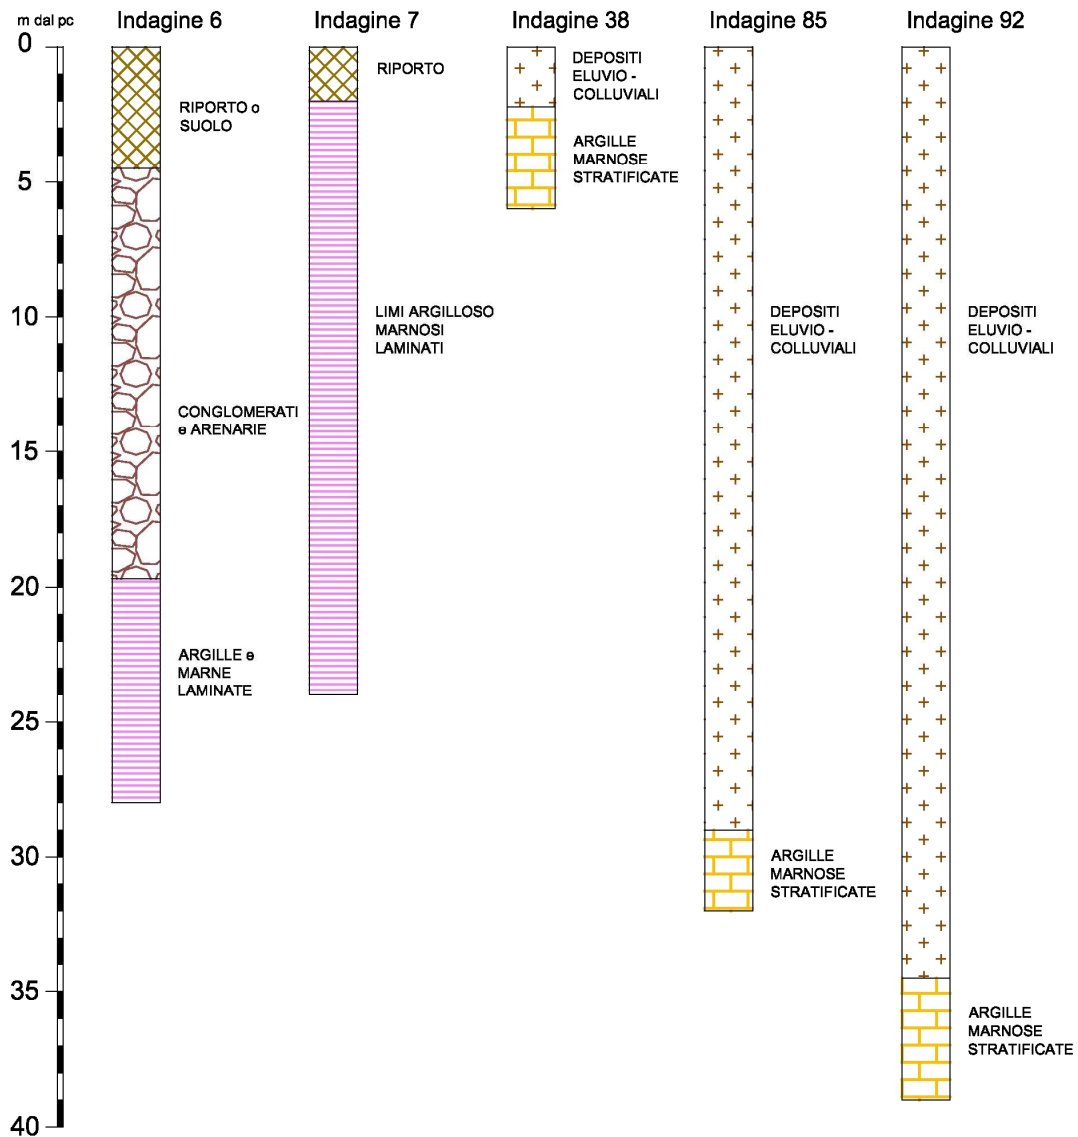 m dal pc
Indagine 6
Indagine 7
Indagine 38
Indagine 85
Indagine 92
0
5
10
15
20
25
30
35
40
RIPORTO o
SUOLO
CONGLOMERATI
e ARENARIE
ARGILLE e
MARNE
LAMINATE
RIPORTO
LIMI ARGILLOSO
MARNOSI
LAMINATI
DEPOSITI
ELUVIO -
COLLUVIALI
ARGILLE
MARNOSE
STRATIFICATE
DEPOSITI
ELUVIO -
COLLUVIALI
ARGILLE
MARNOSE
STRATIFICATE
DEPOSITI
ELUVIO -
COLLUVIALI
ARGILLE
MARNOSE
STRATIFICATE